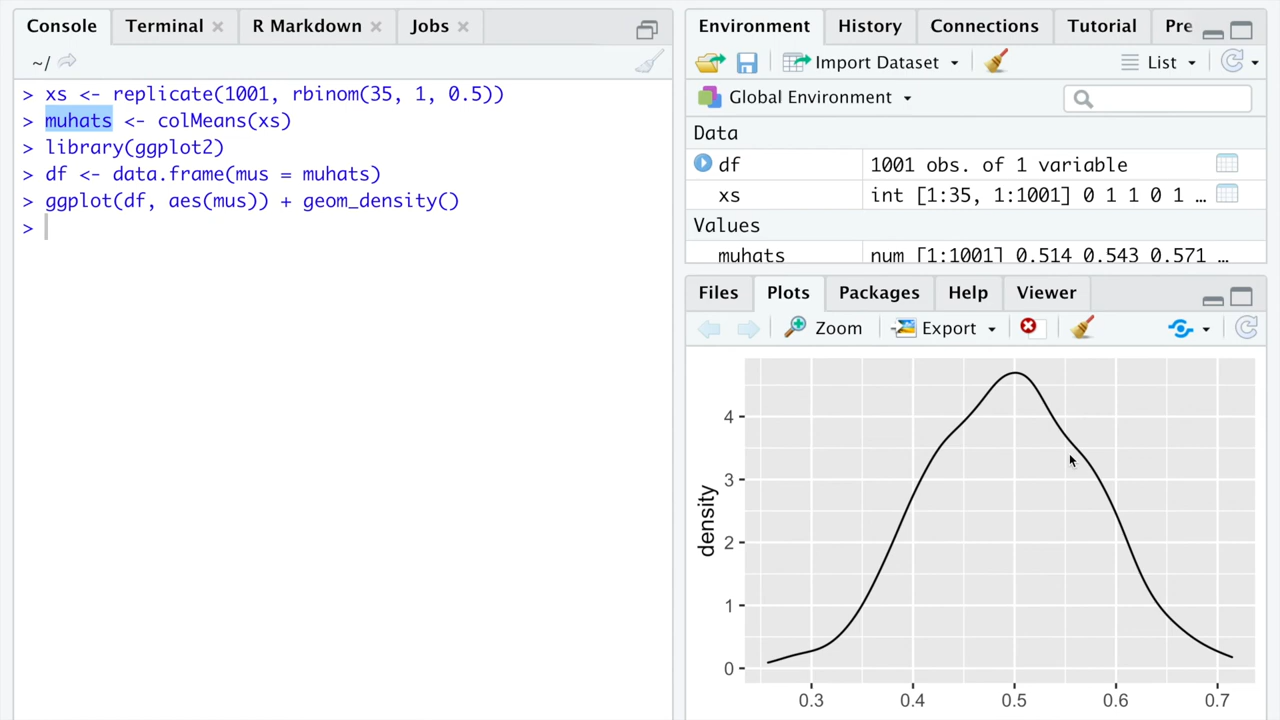 Console Terminal R Markdown Jobs
~/
> xs <- replicate(1001, rbinom(35, 1, 0.5))
> muhats <- colMeans(xs)
> library(ggplot2)
> df <- data.frame(mus = muhats)
> ggplot(df, aes(mus)) + geom_density()
>
Environment History Connections Tutorial Pre
Import Dataset List
Global Environment
Data
df 1001 obs. of 1 variable
xs int [1:35, 1:1001] 0 1 1 0 1 …
Values
muhats num [1:1001] 0.514 0.543 0.571 …
Files Plots Packages Help Viewer
Zoom Export
4
3
2
1
0
density
0.3 0.4 0.5 0.6 0.7